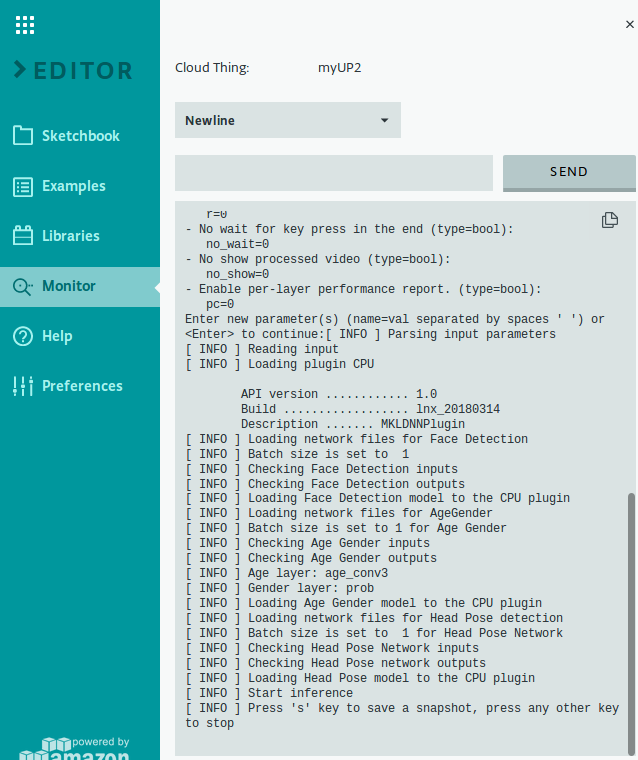 EDITOR
Sketchbook
Examples
Libraries
Monitor
Help
Preferences
powered by
amazon
×
Cloud Thing: myUP2
Newline
SEND
r=0
- No wait for key press in the end (type=bool):
no_wait=0
- No show processed video (type=bool):
no_show=0
- Enable per-layer performance report. (type=bool):
pc=0
Enter new parameter(s) (name=val separated by spaces ' ') or
<Enter> to continue:[ INFO ] Parsing input parameters
[ INFO ] Reading input
[ INFO ] Loading plugin CPU
API version ............ 1.0
Build .................. lnx_20180314
Description ....... MKLDNNPlugin
[ INFO ] Loading network files for Face Detection
[ INFO ] Batch size is set to  1
[ INFO ] Checking Face Detection inputs
[ INFO ] Checking Face Detection outputs
[ INFO ] Loading Face Detection model to the CPU plugin
[ INFO ] Loading network files for AgeGender
[ INFO ] Batch size is set to 1 for Age Gender
[ INFO ] Checking Age Gender inputs
[ INFO ] Checking Age Gender outputs
[ INFO ] Age layer: age_conv3
[ INFO ] Gender layer: prob
[ INFO ] Loading Age Gender model to the CPU plugin
[ INFO ] Loading network files for Head Pose detection
[ INFO ] Batch size is set to  1 for Head Pose Network
[ INFO ] Checking Head Pose Network inputs
[ INFO ] Checking Head Pose network outputs
[ INFO ] Loading Head Pose model to the CPU plugin
[ INFO ] Start inference
[ INFO ] Press 's' key to save a snapshot, press any other key
to stop